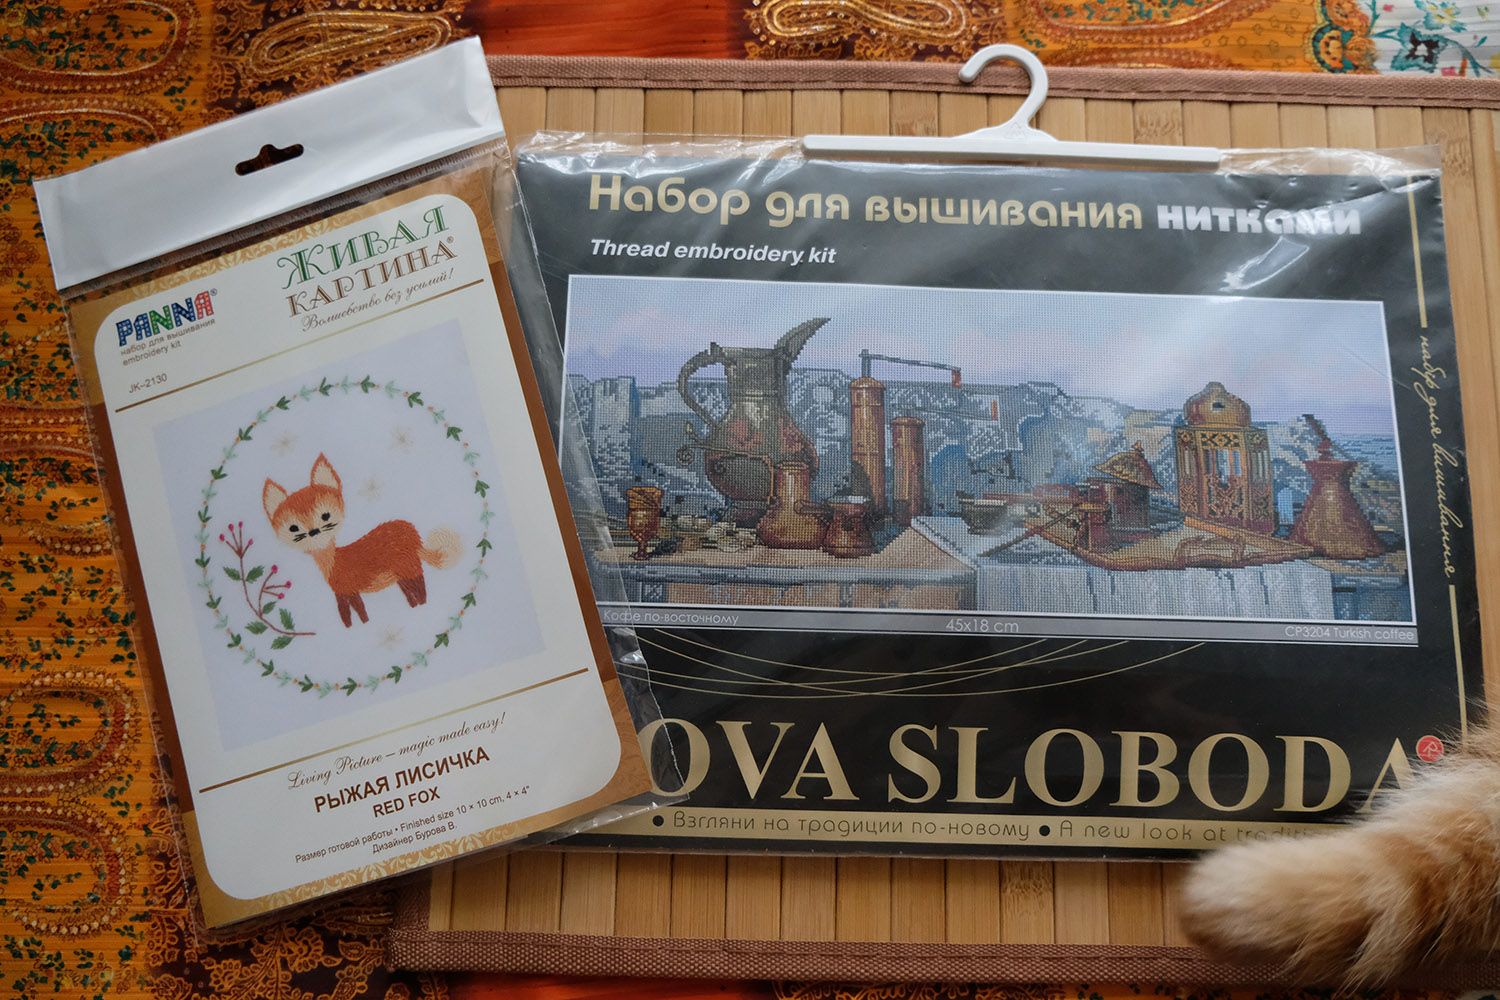 ЖИВАЯ
КАРТИНА®
Волшебство без усилий!
PANNA®
набор для вышивания
embroidery kit
JK-2130
Living Picture – magic made easy!
РЫЖАЯ ЛИСИЧКА
RED FOX
Размер готовой работы • Finished size 10 × 10 cm, 4 × 4"
Дизайнер Бурова В.
Набор для вышивания нитками
Thread embroidery kit
набор для вышивания
Кофе по-восточному
45x18 cm
CP3204 Turkish coffee
OVA SLOBODA
• Взгляни на традиции по-новому • A new look at traditi